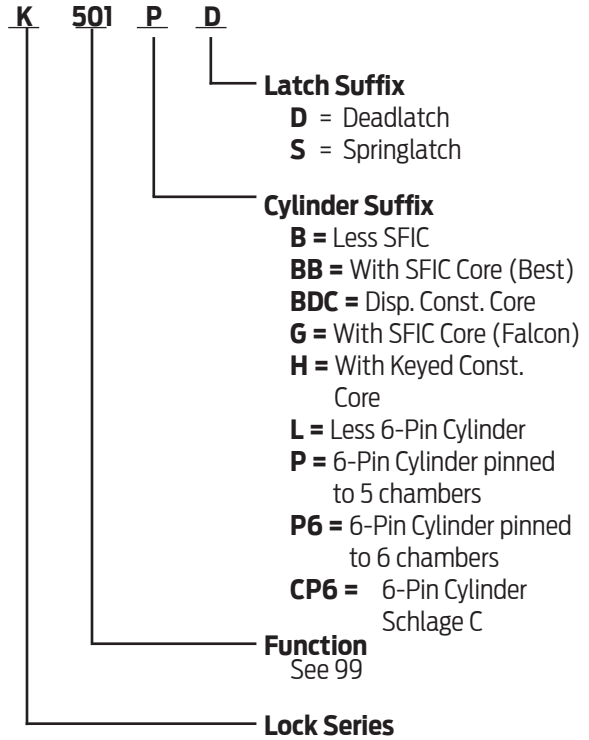 K 501 P D
Latch Suffix
D = Deadlatch
S = Springlatch
Cylinder Suffix
B = Less SFIC
BB = With SFIC Core (Best)
BDC = Disp. Const. Core
G = With SFIC Core (Falcon)
H = With Keyed Const.
Core
L = Less 6-Pin Cylinder
P = 6-Pin Cylinder pinned
to 5 chambers
P6 = 6-Pin Cylinder pinned
to 6 chambers
CP6 = 6-Pin Cylinder
Schlage C
Function
See 99
Lock Series